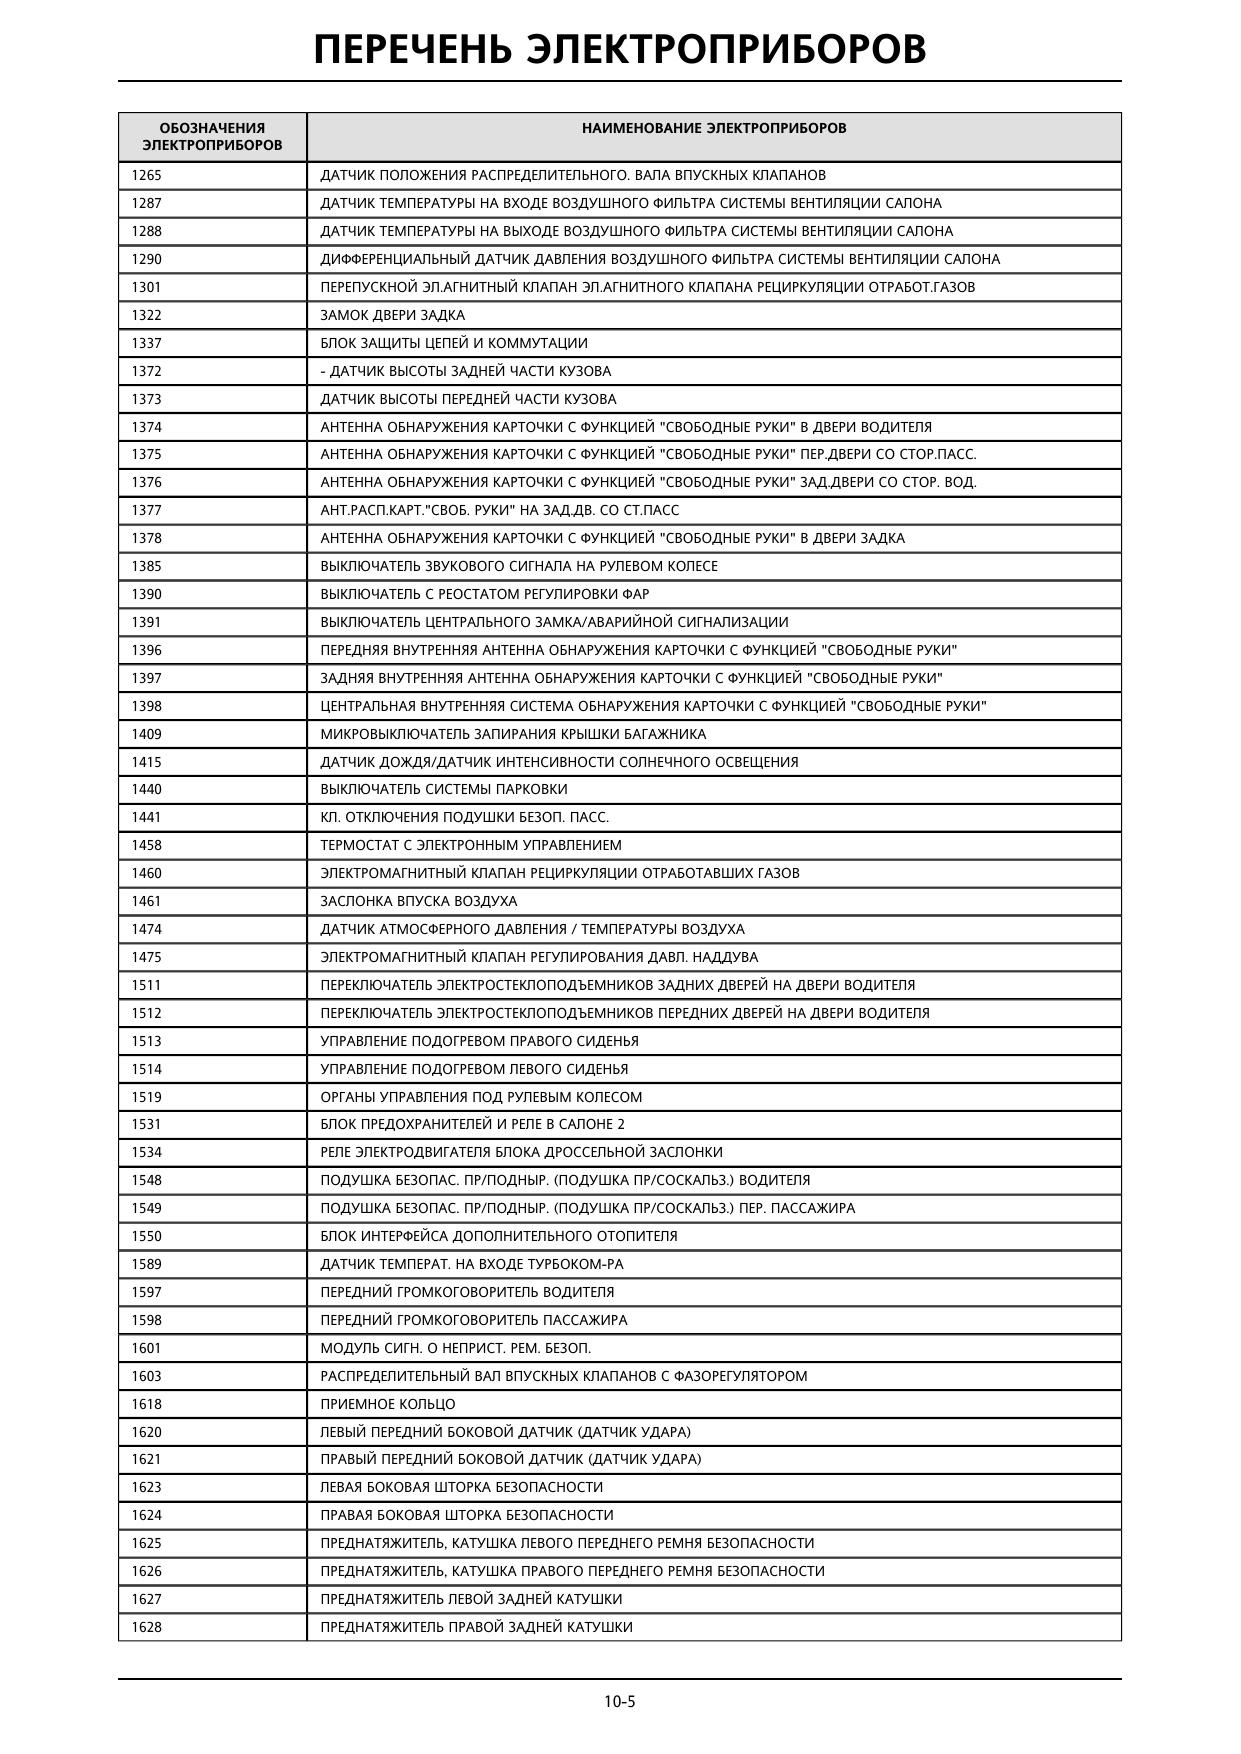 ПЕРЕЧЕНЬ ЭЛЕКТРОПРИБОРОВ
ОБОЗНАЧЕНИЯ ЭЛЕКТРОПРИБОРОВ НАИМЕНОВАНИЕ ЭЛЕКТРОПРИБОРОВ
1265 ДАТЧИК ПОЛОЖЕНИЯ РАСПРЕДЕЛИТЕЛЬНОГО. ВАЛА ВПУСКНЫХ КЛАПАНОВ
1287 ДАТЧИК ТЕМПЕРАТУРЫ НА ВХОДЕ ВОЗДУШНОГО ФИЛЬТРА СИСТЕМЫ ВЕНТИЛЯЦИИ САЛОНА
1288 ДАТЧИК ТЕМПЕРАТУРЫ НА ВЫХОДЕ ВОЗДУШНОГО ФИЛЬТРА СИСТЕМЫ ВЕНТИЛЯЦИИ САЛОНА
1290 ДИФФЕРЕНЦИАЛЬНЫЙ ДАТЧИК ДАВЛЕНИЯ ВОЗДУШНОГО ФИЛЬТРА СИСТЕМЫ ВЕНТИЛЯЦИИ САЛОНА
1301 ПЕРЕПУСКНОЙ ЭЛ.АГНИТНЫЙ КЛАПАН ЭЛ.АГНИТНОГО КЛАПАНА РЕЦИРКУЛЯЦИИ ОТРАБОТ.ГАЗОВ
1322 ЗАМОК ДВЕРИ ЗАДКА
1337 БЛОК ЗАЩИТЫ ЦЕПЕЙ И КОММУТАЦИИ
1372 - ДАТЧИК ВЫСОТЫ ЗАДНЕЙ ЧАСТИ КУЗОВА
1373 ДАТЧИК ВЫСОТЫ ПЕРЕДНЕЙ ЧАСТИ КУЗОВА
1374 АНТЕННА ОБНАРУЖЕНИЯ КАРТОЧКИ С ФУНКЦИЕЙ "СВОБОДНЫЕ РУКИ" В ДВЕРИ ВОДИТЕЛЯ
1375 АНТЕННА ОБНАРУЖЕНИЯ КАРТОЧКИ С ФУНКЦИЕЙ "СВОБОДНЫЕ РУКИ" ПЕР.ДВЕРИ СО СТОР.ПАСС.
1376 АНТЕННА ОБНАРУЖЕНИЯ КАРТОЧКИ С ФУНКЦИЕЙ "СВОБОДНЫЕ РУКИ" ЗАД.ДВЕРИ СО СТОР. ВОД.
1377 АНТ.РАСП.КАРТ."СВОБ. РУКИ" НА ЗАД.ДВ. СО СТ.ПАСС
1378 АНТЕННА ОБНАРУЖЕНИЯ КАРТОЧКИ С ФУНКЦИЕЙ "СВОБОДНЫЕ РУКИ" В ДВЕРИ ЗАДКА
1385 ВЫКЛЮЧАТЕЛЬ ЗВУКОВОГО СИГНАЛА НА РУЛЕВОМ КОЛЕСЕ
1390 ВЫКЛЮЧАТЕЛЬ С РЕОСТАТОМ РЕГУЛИРОВКИ ФАР
1391 ВЫКЛЮЧАТЕЛЬ ЦЕНТРАЛЬНОГО ЗАМКА/АВАРИЙНОЙ СИГНАЛИЗАЦИИ
1396 ПЕРЕДНЯЯ ВНУТРЕННЯЯ АНТЕННА ОБНАРУЖЕНИЯ КАРТОЧКИ С ФУНКЦИЕЙ "СВОБОДНЫЕ РУКИ"
1397 ЗАДНЯЯ ВНУТРЕННЯЯ АНТЕННА ОБНАРУЖЕНИЯ КАРТОЧКИ С ФУНКЦИЕЙ "СВОБОДНЫЕ РУКИ"
1398 ЦЕНТРАЛЬНАЯ ВНУТРЕННЯЯ СИСТЕМА ОБНАРУЖЕНИЯ КАРТОЧКИ С ФУНКЦИЕЙ "СВОБОДНЫЕ РУКИ"
1409 МИКРОВЫКЛЮЧАТЕЛЬ ЗАПИРАНИЯ КРЫШКИ БАГАЖНИКА
1415 ДАТЧИК ДОЖДЯ/ДАТЧИК ИНТЕНСИВНОСТИ СОЛНЕЧНОГО ОСВЕЩЕНИЯ
1440 ВЫКЛЮЧАТЕЛЬ СИСТЕМЫ ПАРКОВКИ
1441 КЛ. ОТКЛЮЧЕНИЯ ПОДУШКИ БЕЗОП. ПАСС.
1458 ТЕРМОСТАТ С ЭЛЕКТРОННЫМ УПРАВЛЕНИЕМ
1460 ЭЛЕКТРОМАГНИТНЫЙ КЛАПАН РЕЦИРКУЛЯЦИИ ОТРАБОТАВШИХ ГАЗОВ
1461 ЗАСЛОНКА ВПУСКА ВОЗДУХА
1474 ДАТЧИК АТМОСФЕРНОГО ДАВЛЕНИЯ / ТЕМПЕРАТУРЫ ВОЗДУХА
1475 ЭЛЕКТРОМАГНИТНЫЙ КЛАПАН РЕГУЛИРОВАНИЯ ДАВЛ. НАДДУВА
1511 ПЕРЕКЛЮЧАТЕЛЬ ЭЛЕКТРОСТЕКЛОПОДЪЕМНИКОВ ЗАДНИХ ДВЕРЕЙ НА ДВЕРИ ВОДИТЕЛЯ
1512 ПЕРЕКЛЮЧАТЕЛЬ ЭЛЕКТРОСТЕКЛОПОДЪЕМНИКОВ ПЕРЕДНИХ ДВЕРЕЙ НА ДВЕРИ ВОДИТЕЛЯ
1513 УПРАВЛЕНИЕ ПОДОГРЕВОМ ПРАВОГО СИДЕНЬЯ
1514 УПРАВЛЕНИЕ ПОДОГРЕВОМ ЛЕВОГО СИДЕНЬЯ
1519 ОРГАНЫ УПРАВЛЕНИЯ ПОД РУЛЕВЫМ КОЛЕСОМ
1531 БЛОК ПРЕДОХРАНИТЕЛЕЙ И РЕЛЕ В САЛОНЕ 2
1534 РЕЛЕ ЭЛЕКТРОДВИГАТЕЛЯ БЛОКА ДРОССЕЛЬНОЙ ЗАСЛОНКИ
1548 ПОДУШКА БЕЗОПАС. ПР/ПОДНЫР. (ПОДУШКА ПР/СОСКАЛЬЗ.) ВОДИТЕЛЯ
1549 ПОДУШКА БЕЗОПАС. ПР/ПОДНЫР. (ПОДУШКА ПР/СОСКАЛЬЗ.) ПЕР. ПАССАЖИРА
1550 БЛОК ИНТЕРФЕЙСА ДОПОЛНИТЕЛЬНОГО ОТОПИТЕЛЯ
1589 ДАТЧИК ТЕМПЕРАТ. НА ВХОДЕ ТУРБОКОМ-РА
1597 ПЕРЕДНИЙ ГРОМКОГОВОРИТЕЛЬ ВОДИТЕЛЯ
1598 ПЕРЕДНИЙ ГРОМКОГОВОРИТЕЛЬ ПАССАЖИРА
1601 МОДУЛЬ СИГН. О НЕПРИСТ. РЕМ. БЕЗОП.
1603 РАСПРЕДЕЛИТЕЛЬНЫЙ ВАЛ ВПУСКНЫХ КЛАПАНОВ С ФАЗОРЕГУЛЯТОРОМ
1618 ПРИЕМНОЕ КОЛЬЦО
1620 ЛЕВЫЙ ПЕРЕДНИЙ БОКОВОЙ ДАТЧИК (ДАТЧИК УДАРА)
1621 ПРАВЫЙ ПЕРЕДНИЙ БОКОВОЙ ДАТЧИК (ДАТЧИК УДАРА)
1623 ЛЕВАЯ БОКОВАЯ ШТОРКА БЕЗОПАСНОСТИ
1624 ПРАВАЯ БОКОВАЯ ШТОРКА БЕЗОПАСНОСТИ
1625 ПРЕДНАТЯЖИТЕЛЬ, КАТУШКА ЛЕВОГО ПЕРЕДНЕГО РЕМНЯ БЕЗОПАСНОСТИ
1626 ПРЕДНАТЯЖИТЕЛЬ, КАТУШКА ПРАВОГО ПЕРЕДНЕГО РЕМНЯ БЕЗОПАСНОСТИ
1627 ПРЕДНАТЯЖИТЕЛЬ ЛЕВОЙ ЗАДНЕЙ КАТУШКИ
1628 ПРЕДНАТЯЖИТЕЛЬ ПРАВОЙ ЗАДНЕЙ КАТУШКИ
10-5